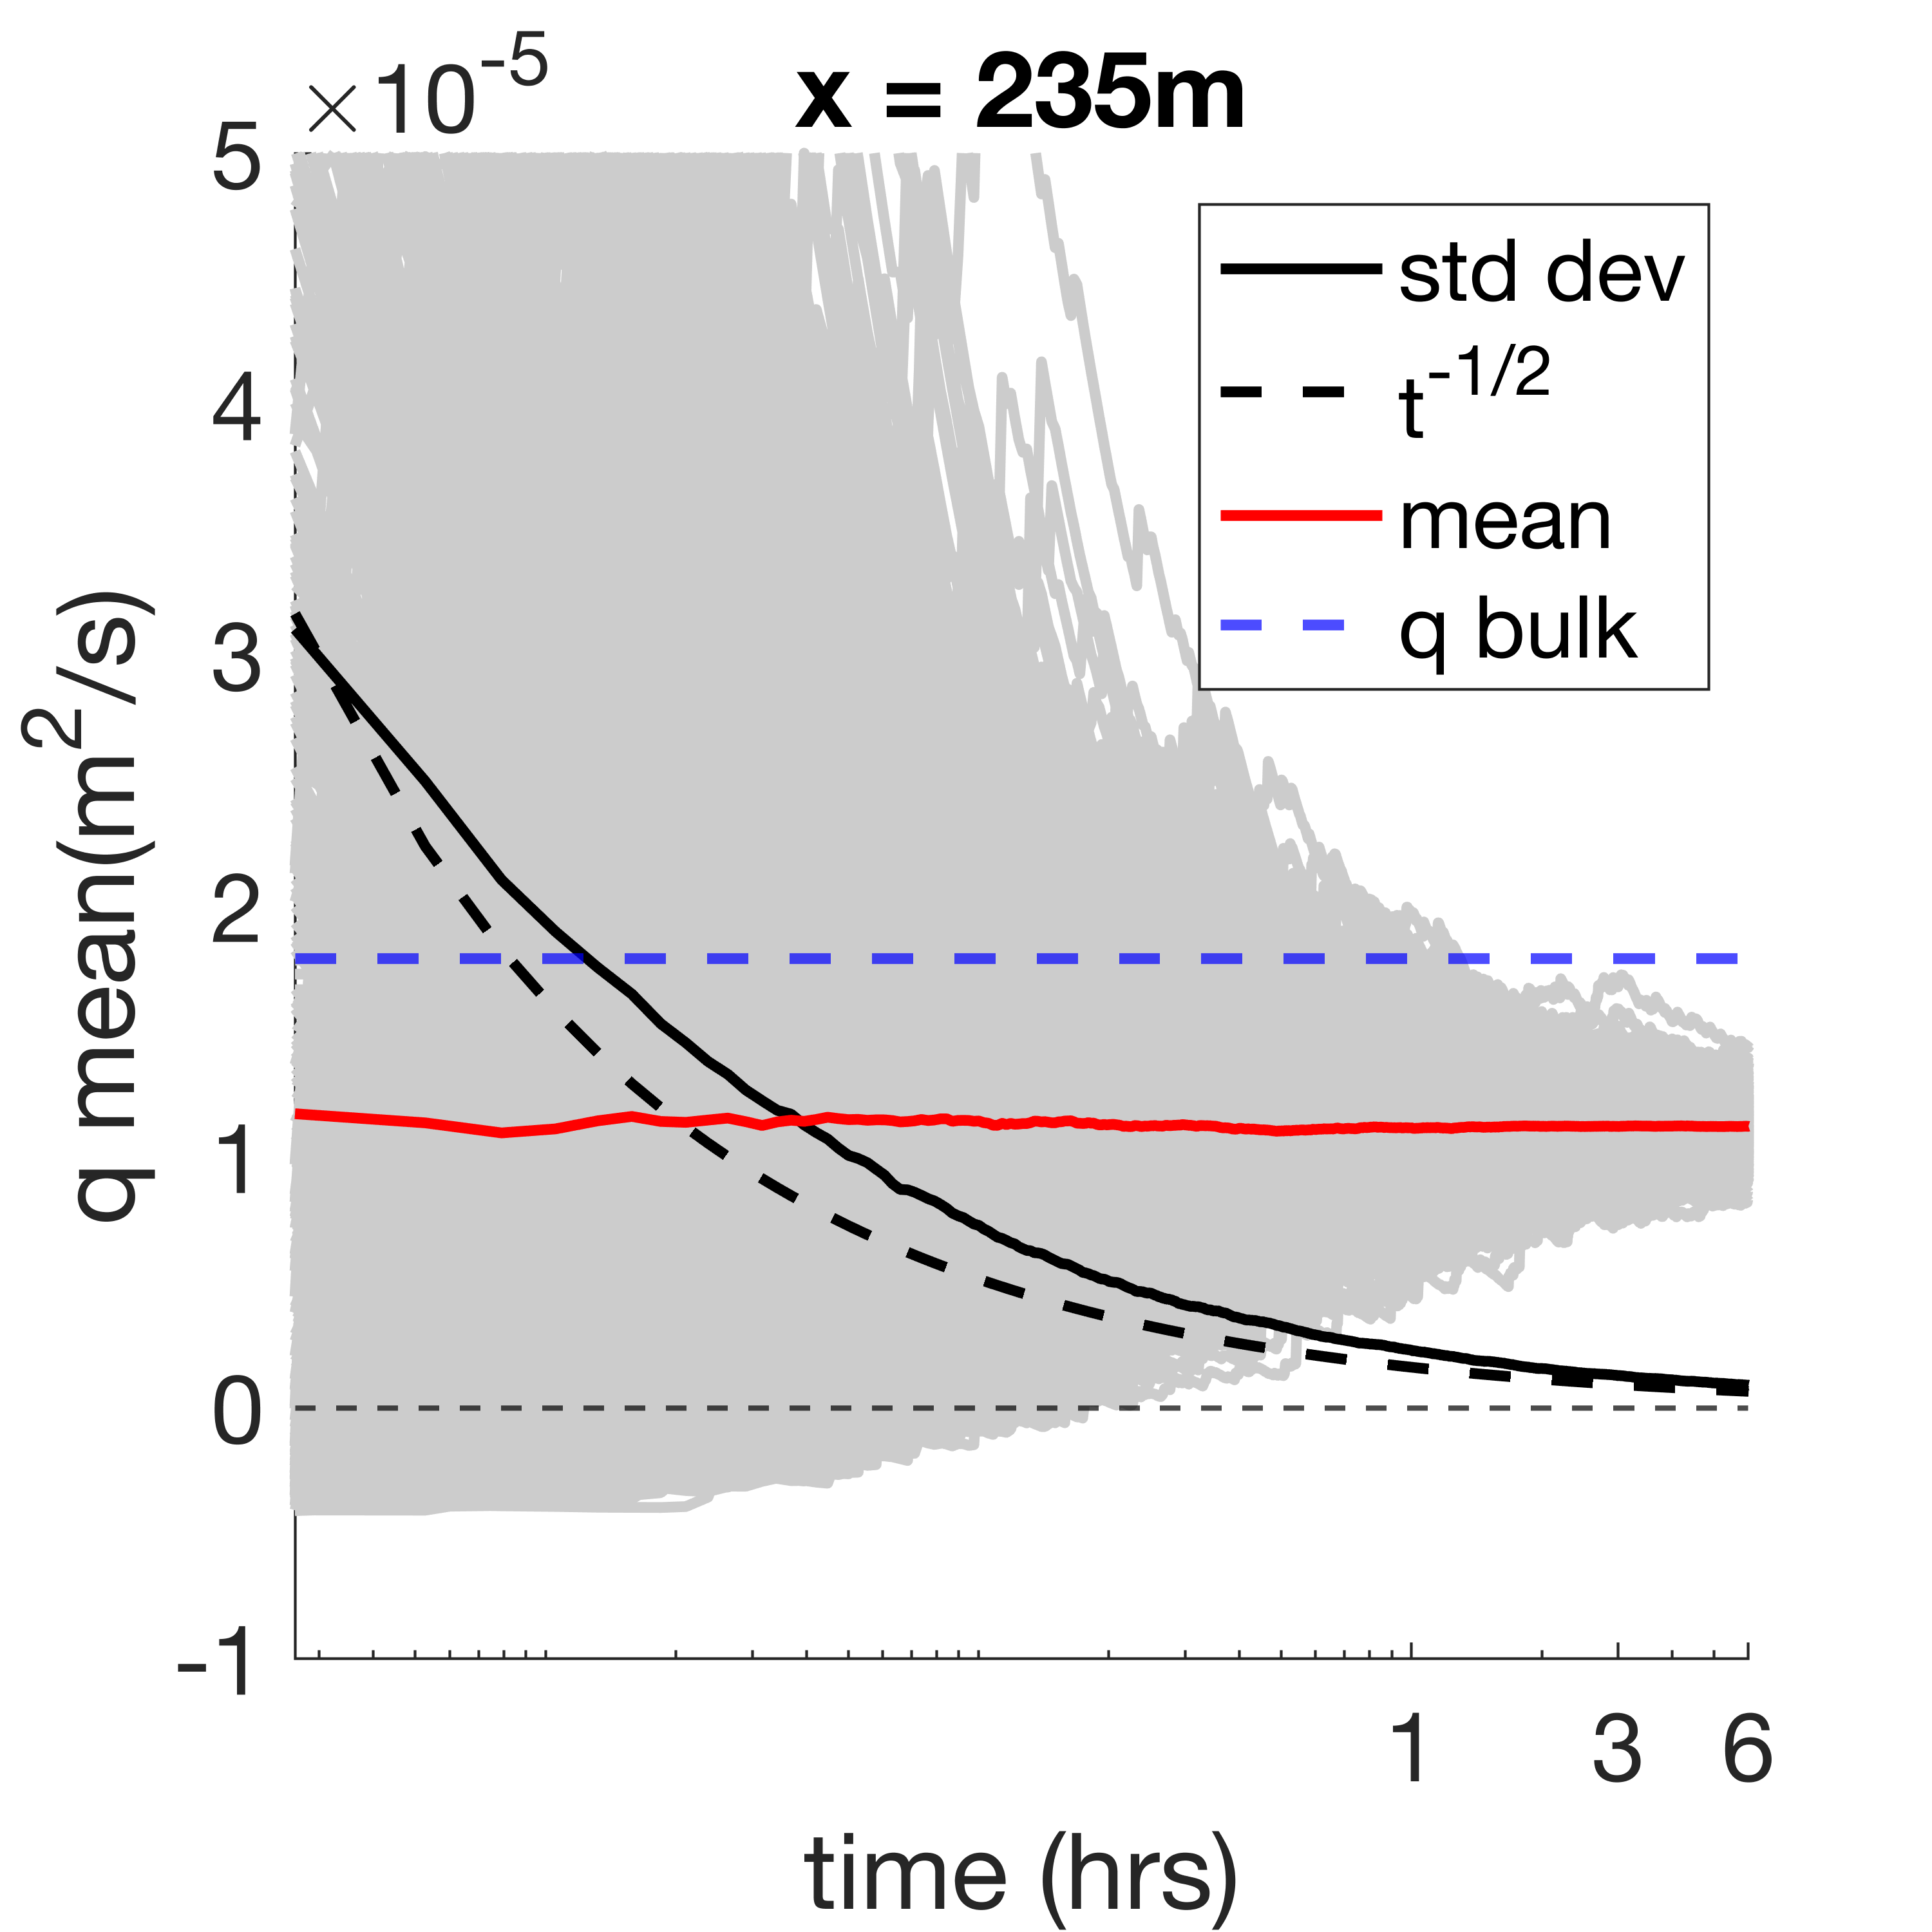 ×10^-5
x = 235m
5
4
3
2
1
0
-1
q mean(m^2/s)
std dev
t^-1/2
mean
q bulk
1 3 6
time (hrs)